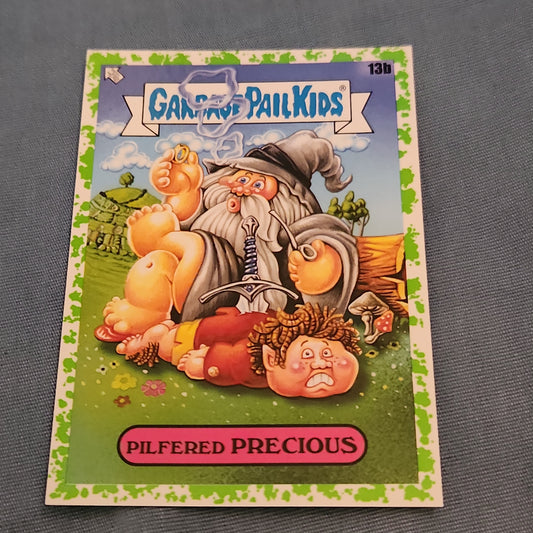 13b
GARBAGE PAIL KIDS®
PILFERED PRECIOUS